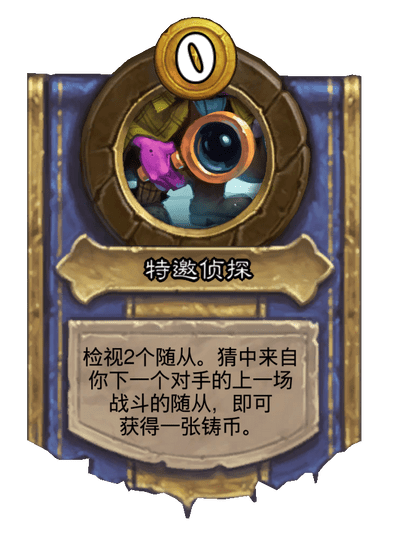 0
特邀侦探
检视2个随从。猜中来自
你下一个对手的上一场
战斗的随从，即可
获得一张铸币。